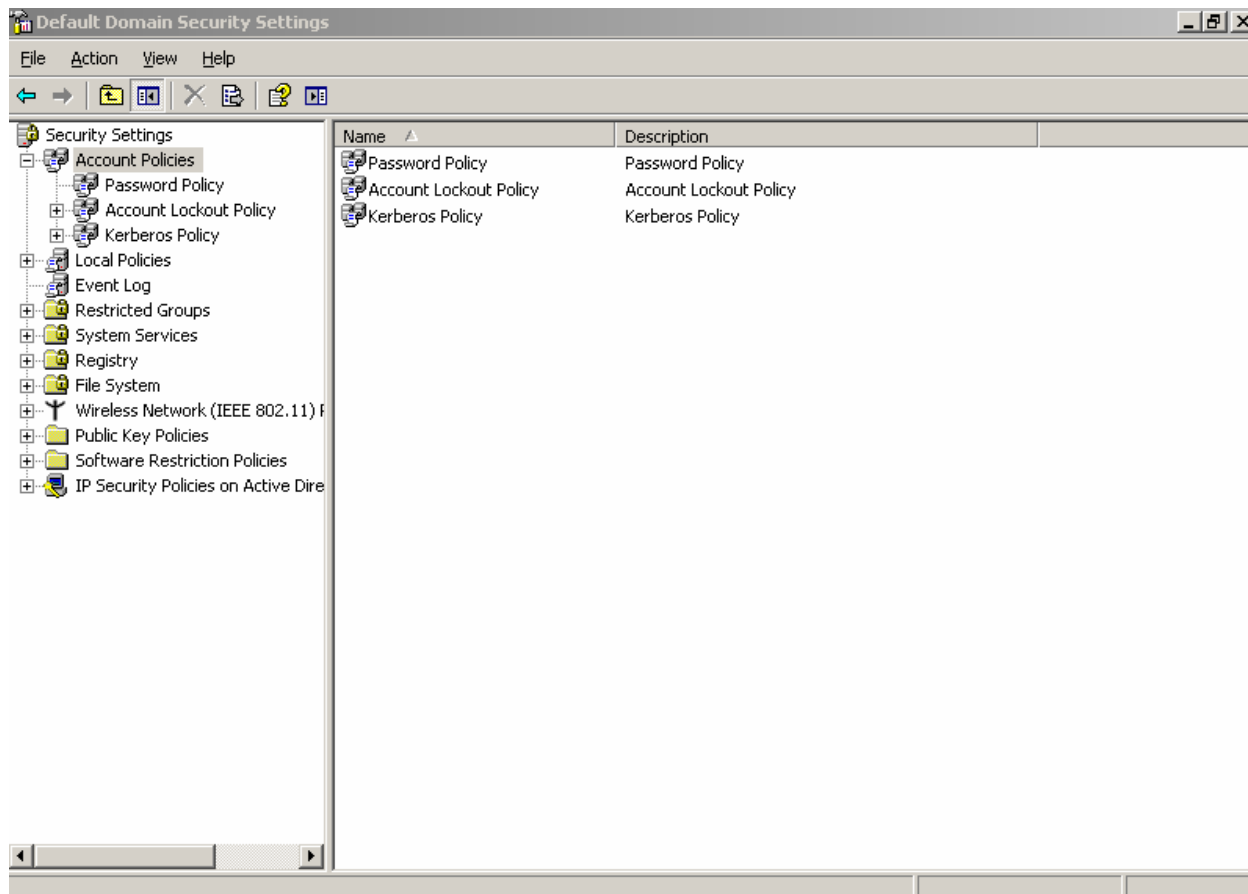 Default Domain Security Settings
File Action View Help
Security Settings
Account Policies
Password Policy
Account Lockout Policy
Kerberos Policy
Local Policies
Event Log
Restricted Groups
System Services
Registry
File System
Wireless Network (IEEE 802.11)
Public Key Policies
Software Restriction Policies
IP Security Policies on Active Dire
Name Description
Password Policy Password Policy
Account Lockout Policy Account Lockout Policy
Kerberos Policy Kerberos Policy